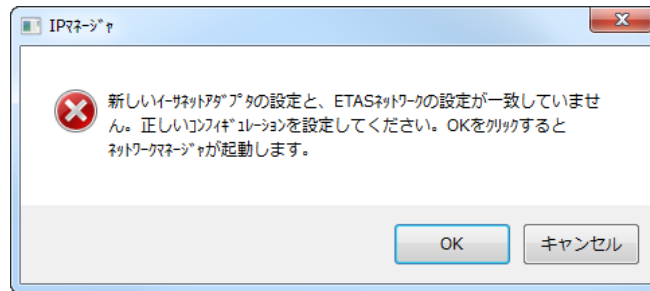 IPﾏﾈｰｼﾞｬ
新しいｲｰｻﾈｯﾄｱﾀﾞﾌﾟﾀの設定と、ETASﾈｯﾄﾜｰｸの設定が一致していませ
ん。正しいｺﾝﾌｨｷﾞｭﾚｰｼｮﾝを設定してください。OKをｸﾘｯｸすると
ﾈｯﾄﾜｰｸﾏﾈｰｼﾞｬが起動します。
OK
キャンセル